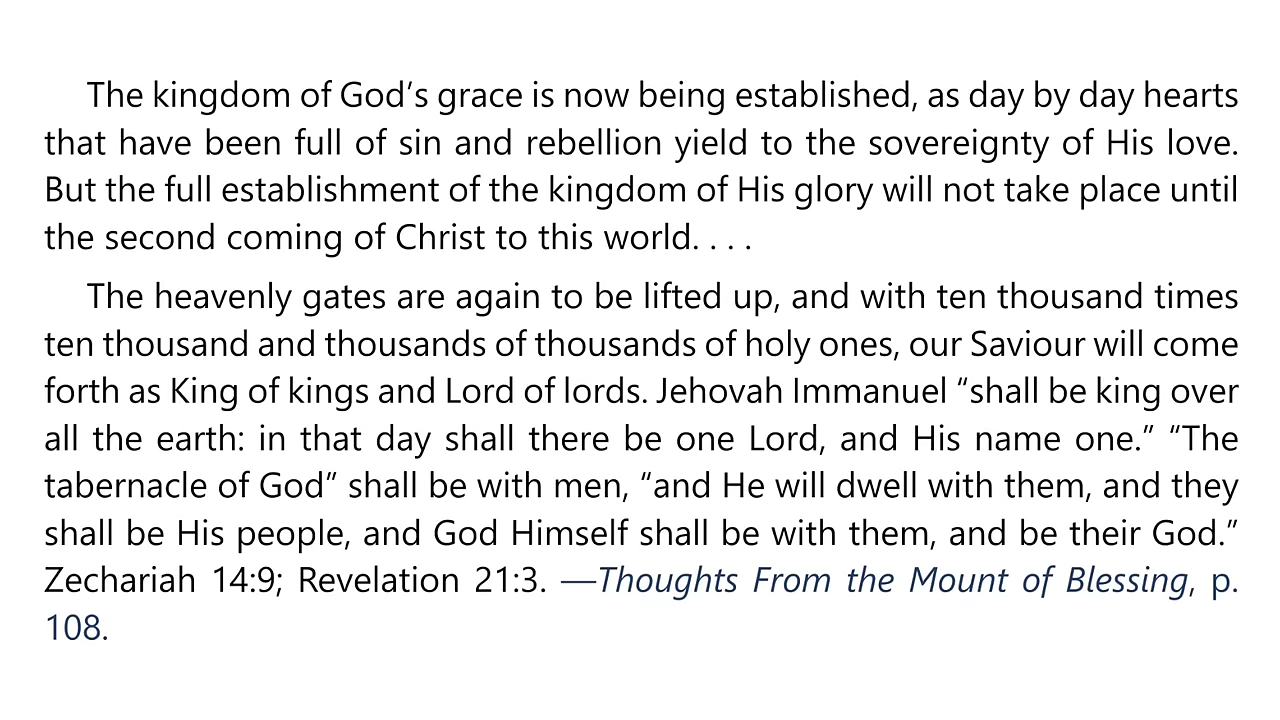 The kingdom of God’s grace is now being established, as day by day hearts
that have been full of sin and rebellion yield to the sovereignty of His love.
But the full establishment of the kingdom of His glory will not take place until
the second coming of Christ to this world. . . .
The heavenly gates are again to be lifted up, and with ten thousand times
ten thousand and thousands of thousands of holy ones, our Saviour will come
forth as King of kings and Lord of lords. Jehovah Immanuel “shall be king over
all the earth: in that day shall there be one Lord, and His name one.” “The
tabernacle of God” shall be with men, “and He will dwell with them, and they
shall be His people, and God Himself shall be with them, and be their God.”
Zechariah 14:9; Revelation 21:3. —Thoughts From the Mount of Blessing, p.
108.